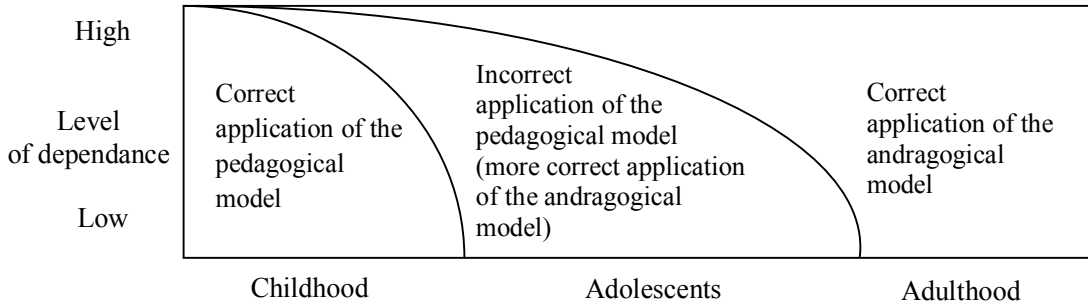 High
Level
of dependance
Low
Correct
application of the
pedagogical
model
Incorrect
application of the
pedagogical model
(more correct application
of the andragogical
model)
Correct
application of the
andragogical
model
Childhood
Adolescents
Adulthood